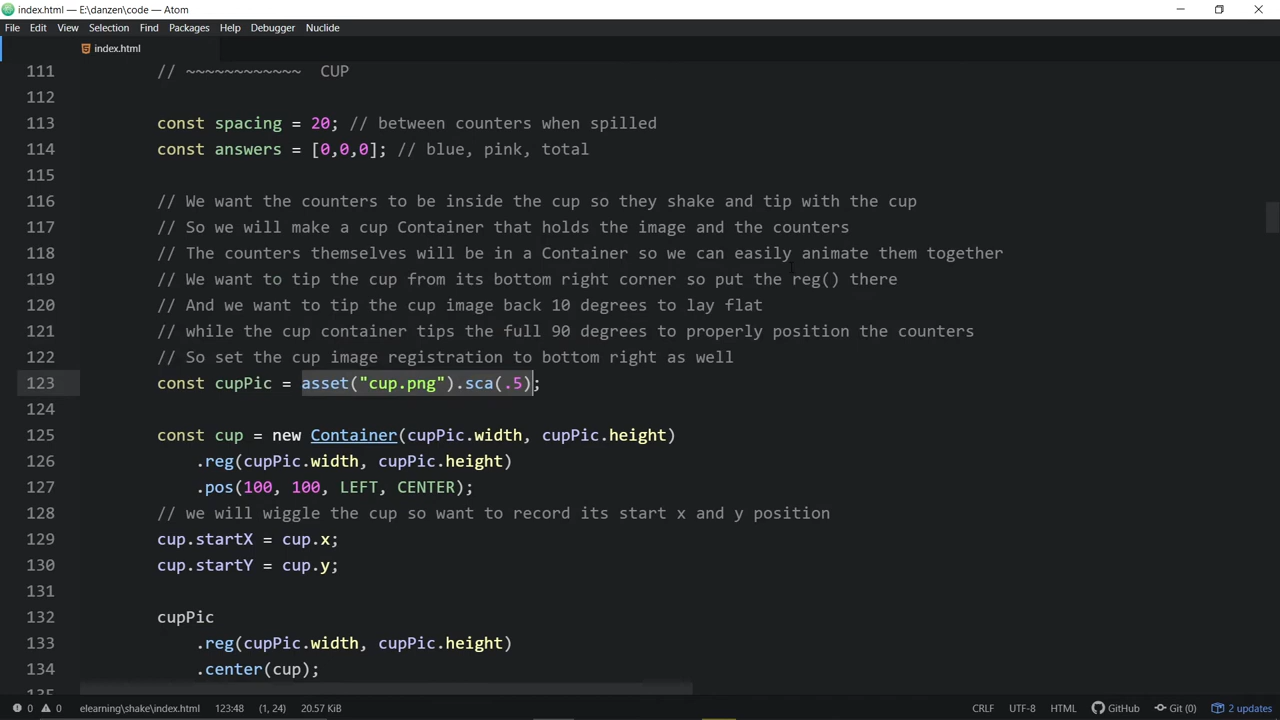 index.html — E:\danzen\code — Atom
File Edit View Selection Find Packages Help Debugger Nuclide
index.html
111 // ~~~~~~~~~~~~ CUP
112
113 const spacing = 20; // between counters when spilled
114 const answers = [0,0,0]; // blue, pink, total
115
116 // We want the counters to be inside the cup so they shake and tip with the cup
117 // So we will make a cup Container that holds the image and the counters
118 // The counters themselves will be in a Container so we can easily animate them together
119 // We want to tip the cup from its bottom right corner so put the reg() there
120 // And we want to tip the cup image back 10 degrees to lay flat
121 // while the cup container tips the full 90 degrees to properly position the counters
122 // So set the cup image registration to bottom right as well
123 const cupPic = asset("cup.png").sca(.5);
124
125 const cup = new Container(cupPic.width, cupPic.height)
126 .reg(cupPic.width, cupPic.height)
127 .pos(100, 100, LEFT, CENTER);
128 // we will wiggle the cup so want to record its start x and y position
129 cup.startX = cup.x;
130 cup.startY = cup.y;
131
132 cupPic
133 .reg(cupPic.width, cupPic.height)
134 .center(cup);
135
0 0 elearning\shake\index.html (1, 24) 20.57 KiB 123:48 CRLF UTF-8 HTML GitHub Git (0) 2 updates